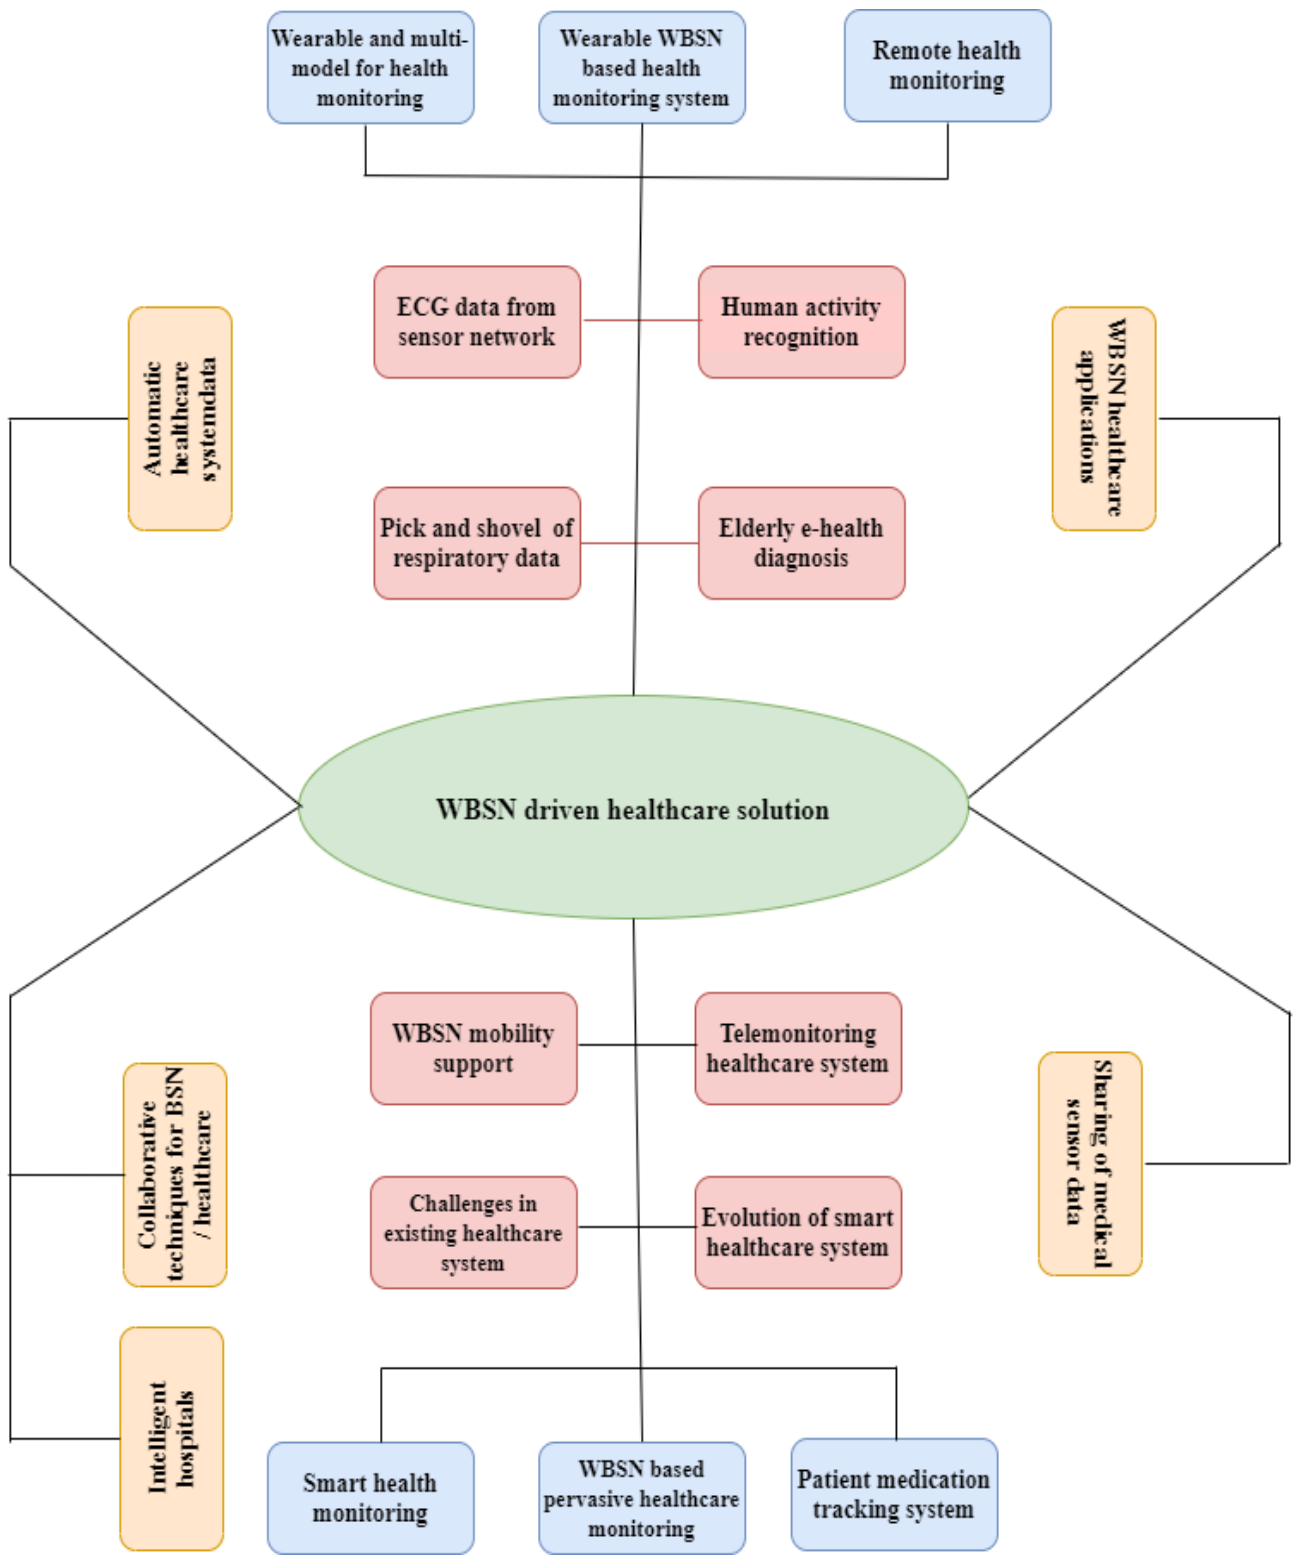 Wearable and multi-
model for health
monitoring
Wearable WBSN
based health
monitoring system
Remote health
monitoring
ECG data from
sensor network
Human activity
recognition
Automatic
healthcare
systemdata
WBSN healthcare
applications
Pick and shovel of
respiratory data
Elderly e-health
diagnosis
WBSN driven healthcare solution
WBSN mobility
support
Telemonitoring
healthcare system
Collaborative
techniques for BSN
/ healthcare
Sharing of medical
sensor data
Challenges in
existing healthcare
system
Evolution of smart
healthcare system
Intelligent
hospitals
Smart health
monitoring
WBSN based
pervasive healthcare
monitoring
Patient medication
tracking system